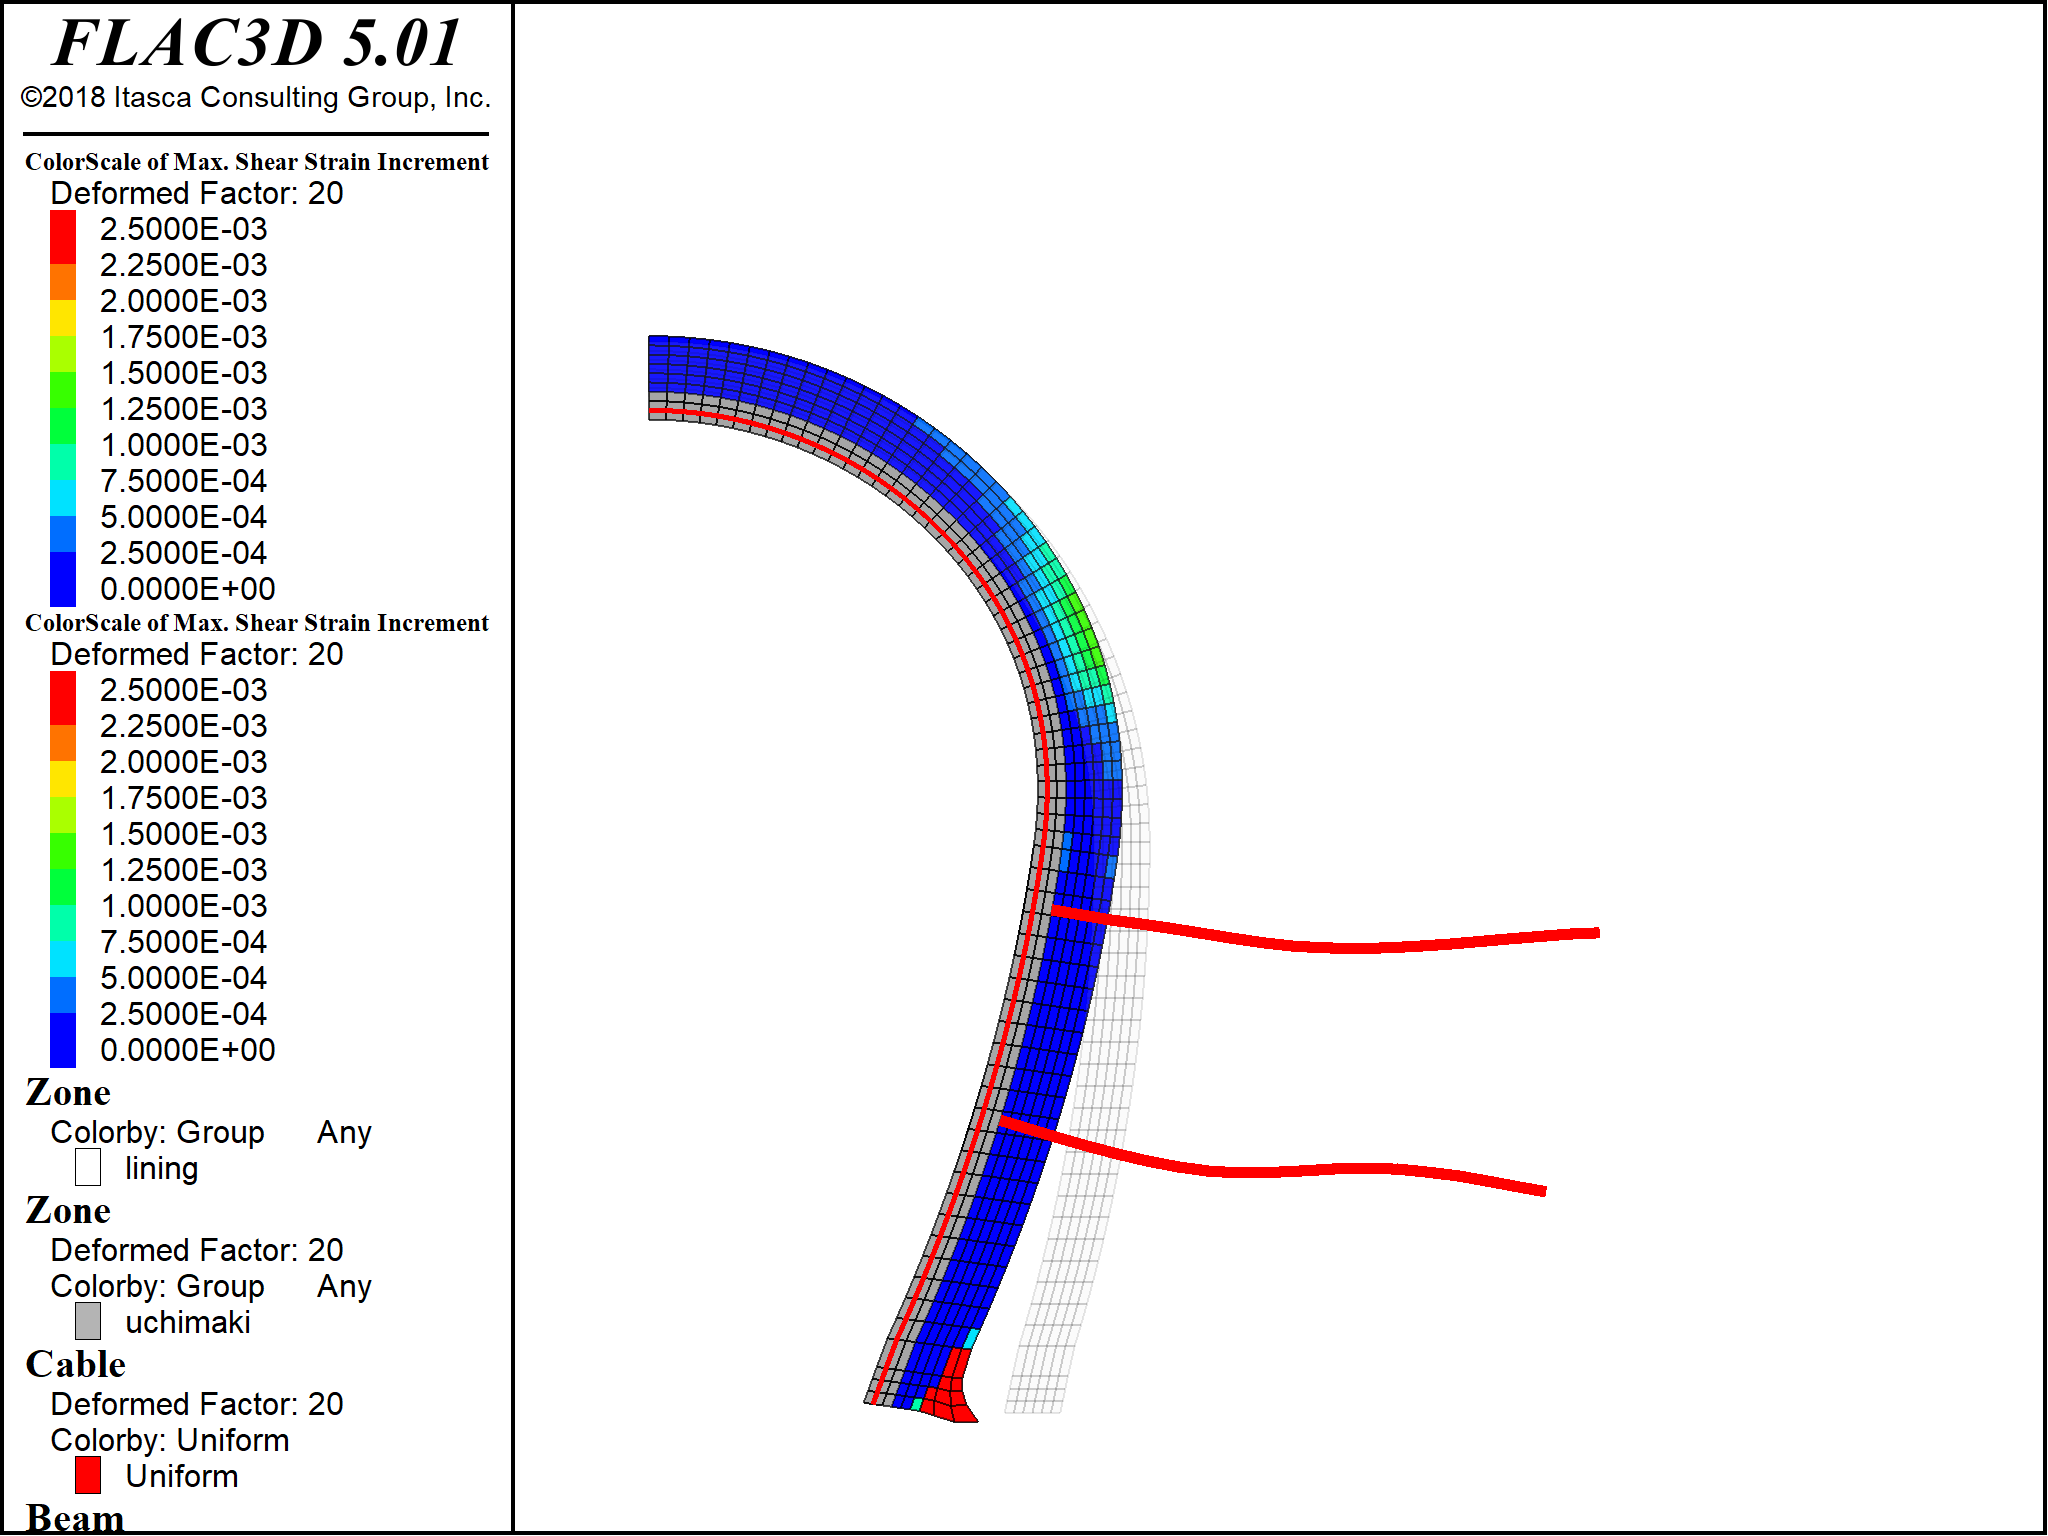 FLAC3D 5.01
©2018 Itasca Consulting Group, Inc.
ColorScale of Max. Shear Strain Increment
Deformed Factor: 20
2.5000E-03
2.2500E-03
2.0000E-03
1.7500E-03
1.5000E-03
1.2500E-03
1.0000E-03
7.5000E-04
5.0000E-04
2.5000E-04
0.0000E+00
ColorScale of Max. Shear Strain Increment
Deformed Factor: 20
2.5000E-03
2.2500E-03
2.0000E-03
1.7500E-03
1.5000E-03
1.2500E-03
1.0000E-03
7.5000E-04
5.0000E-04
2.5000E-04
0.0000E+00
Zone
Colorby: Group Any
lining
Zone
Deformed Factor: 20
Colorby: Group Any
uchimaki
Cable
Deformed Factor: 20
Colorby: Uniform
Uniform
Beam